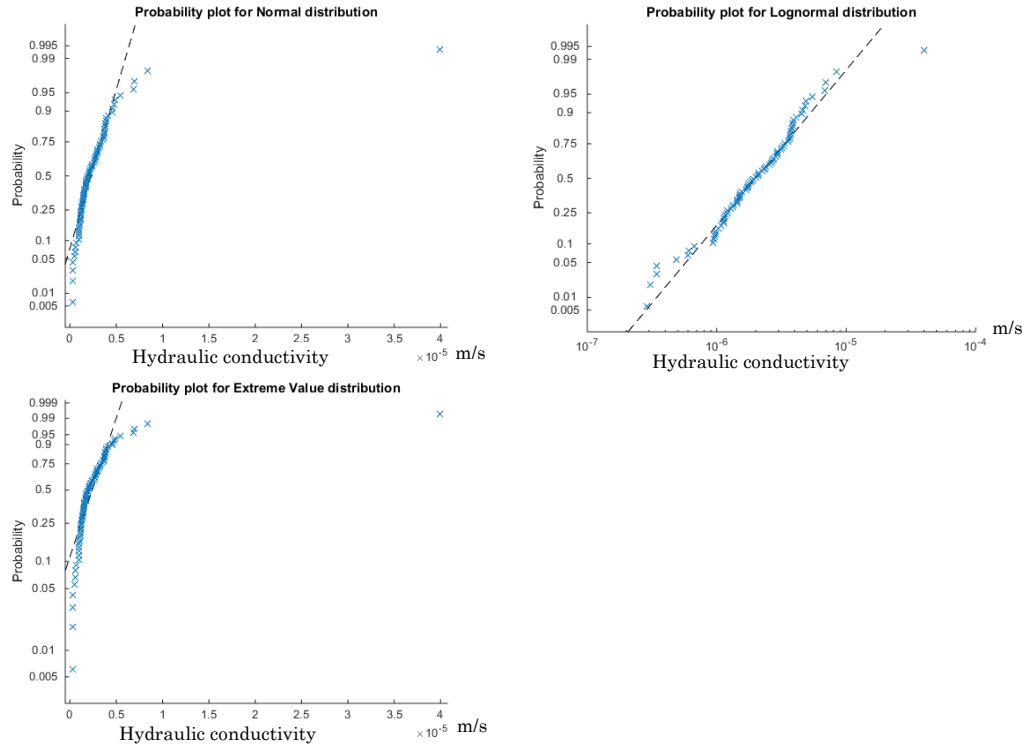 Probability plot for Normal distribution
0.995
0.99
0.95
0.9
0.75
0.5
0.25
0.1
0.05
0.01
0.005
Probability
0 0.5 1 1.5 2 2.5 3 3.5 4
×10-5 m/s
Hydraulic conductivity
Probability plot for Lognormal distribution
0.995
0.99
0.95
0.9
0.75
0.5
0.25
0.1
0.05
0.01
0.005
Probability
10-7 10-6 10-5 10-4
m/s
Hydraulic conductivity
Probability plot for Extreme Value distribution
0.999
0.99
0.95
0.9
0.75
0.5
0.25
0.1
0.05
0.01
0.005
Probability
0 0.5 1 1.5 2 2.5 3 3.5 4
×10-5 m/s
Hydraulic conductivity